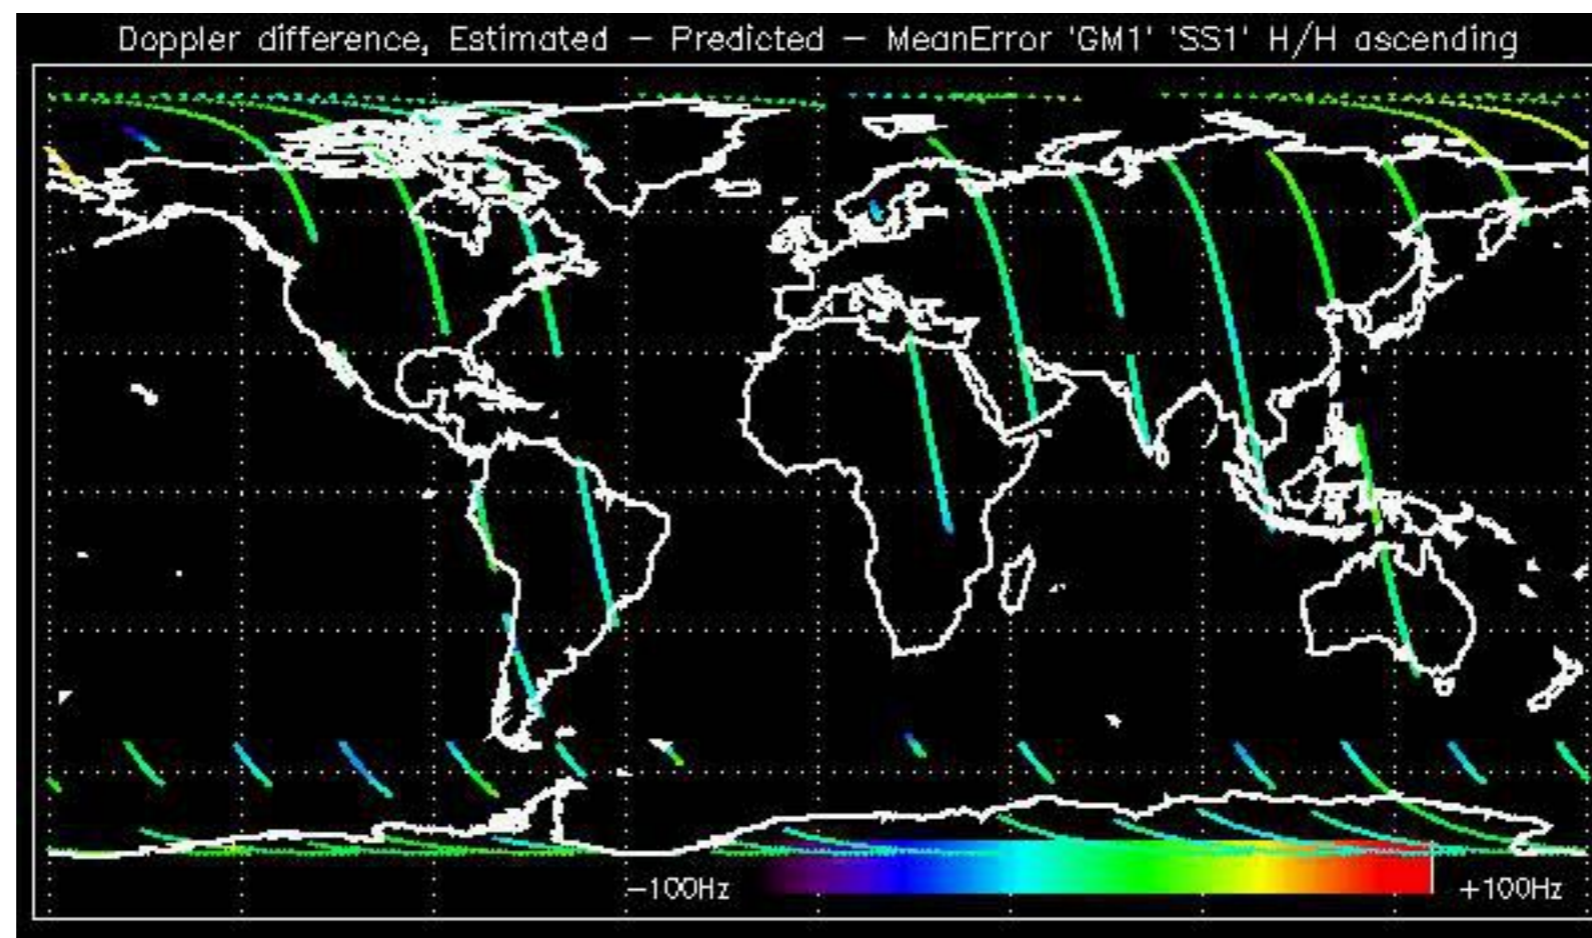 Doppler difference, Estimated – Predicted – MeanError 'GM1' 'SS1' H/H ascending
-100Hz +100Hz